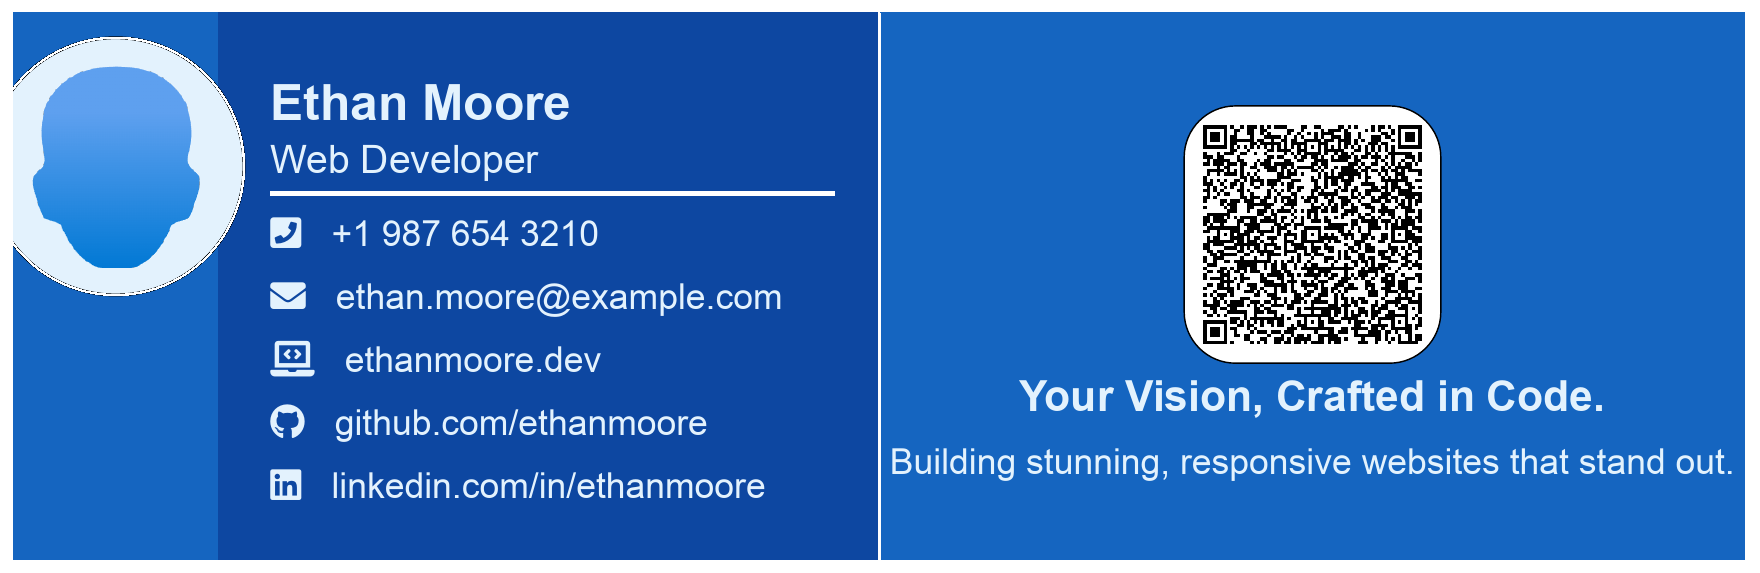 Ethan Moore
Web Developer
+1 987 654 3210
ethan.moore@example.com
ethanmoore.dev
github.com/ethanmoore
linkedin.com/in/ethanmoore
Your Vision, Crafted in Code.
Building stunning, responsive websites that stand out.